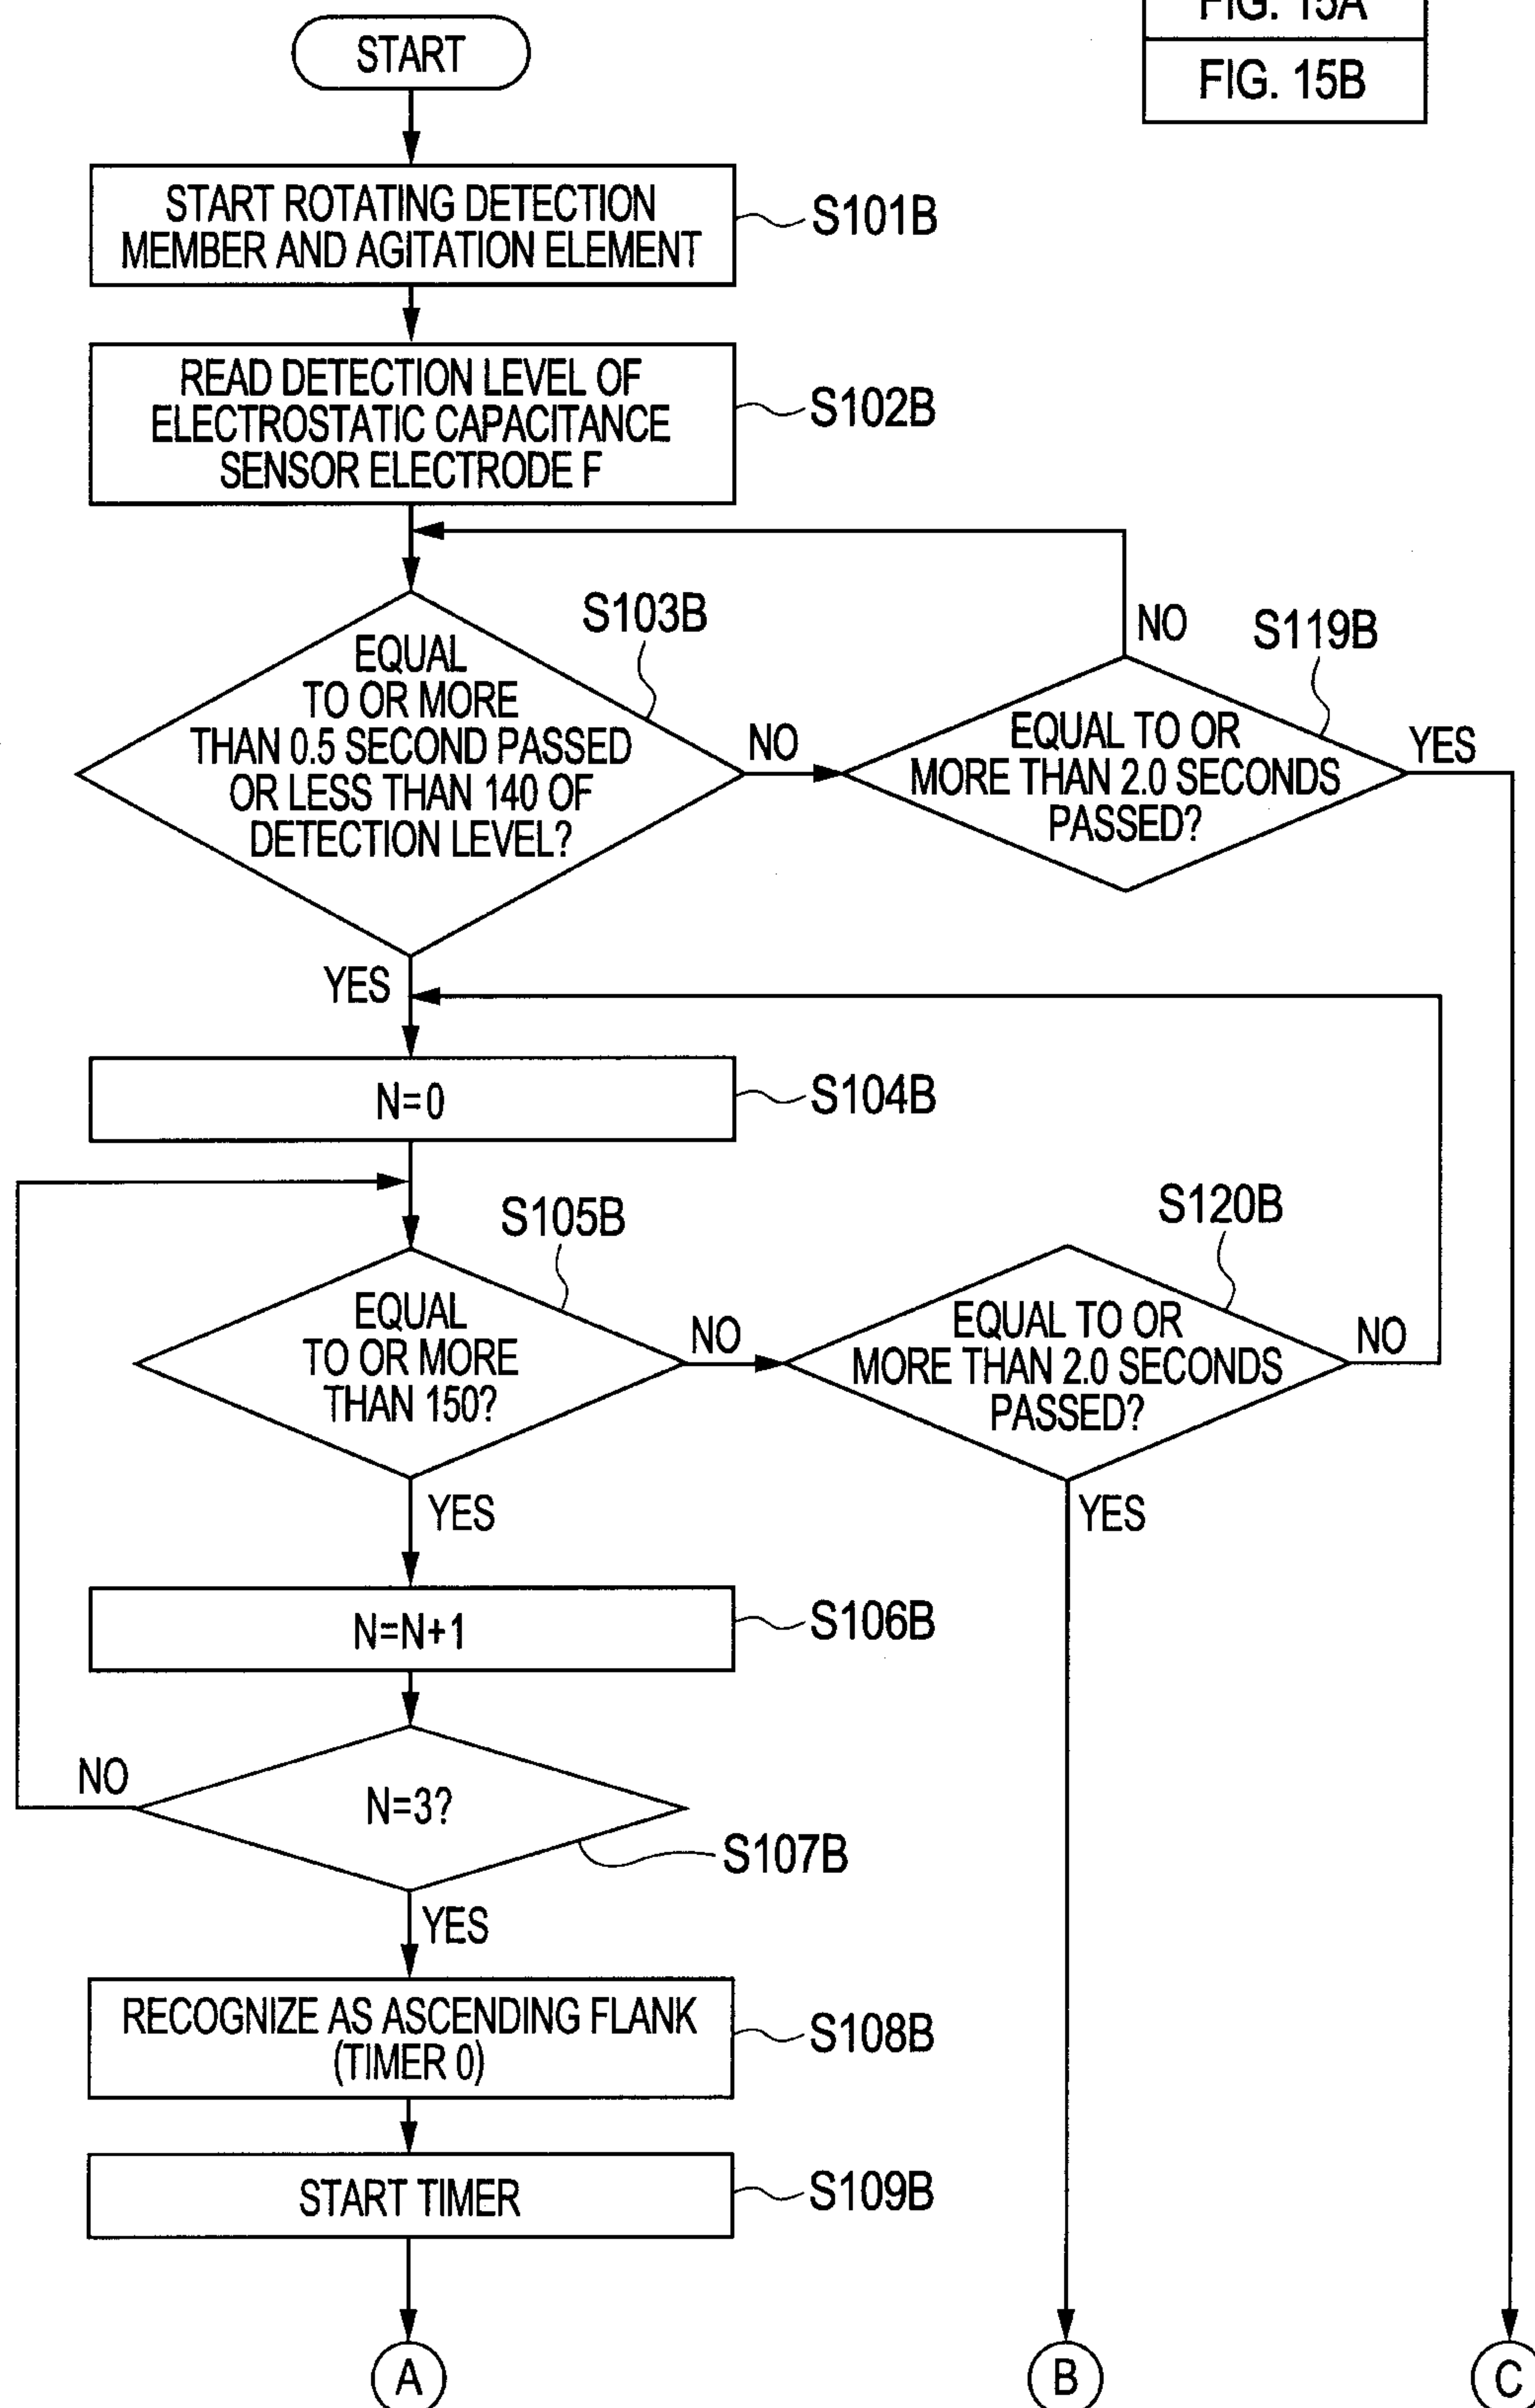 FIG. 15A
FIG. 15B
START
START ROTATING DETECTION
MEMBER AND AGITATION ELEMENT
S101B
READ DETECTION LEVEL OF
ELECTROSTATIC CAPACITANCE
SENSOR ELECTRODE F
S102B
S103B
EQUAL
TO OR MORE
THAN 0.5 SECOND PASSED
OR LESS THAN 140 OF
DETECTION LEVEL?
NO
YES
S119B
EQUAL TO OR
MORE THAN 2.0 SECONDS
PASSED?
NO
YES
N=0
S104B
S105B
EQUAL
TO OR MORE
THAN 150?
NO
YES
S120B
EQUAL TO OR
MORE THAN 2.0 SECONDS
PASSED?
NO
YES
N=N+1
S106B
N=3?
NO
S107B
YES
RECOGNIZE AS ASCENDING FLANK
(TIMER 0)
S108B
START TIMER
S109B
A
B
C